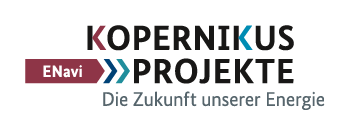 KOPERNIKUS
ENavi PROJEKTE
Die Zukunft unserer Energie